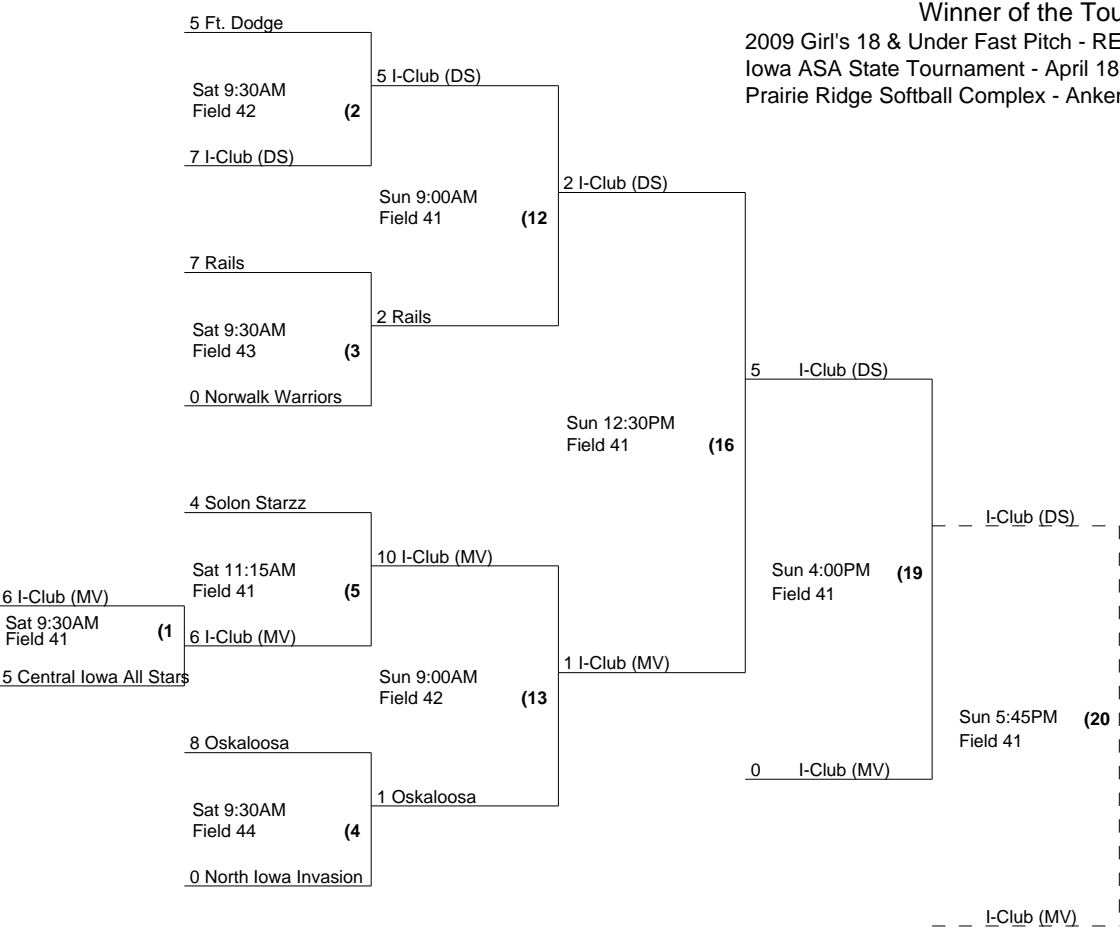 Winner of the Tou
2009 Girl's 18 & Under Fast Pitch - RE
Iowa ASA State Tournament - April 18
Prairie Ridge Softball Complex - Anker
5 Ft. Dodge
Sat 9:30AM
Field 42 (2
7 I-Club (DS)
5 I-Club (DS)
Sun 9:00AM
Field 41 (12
7 Rails
Sat 9:30AM
Field 43 (3
0 Norwalk Warriors
2 Rails
2 I-Club (DS)
Sun 12:30PM
Field 41 (16
4 Solon Starzz
Sat 11:15AM
Field 41 (5
6 I-Club (MV)
6 I-Club (MV)
Sat 9:30AM
Field 41 (1
5 Central Iowa All Stars
10 I-Club (MV)
Sun 9:00AM
Field 42 (13
8 Oskaloosa
Sat 9:30AM
Field 44 (4
0 North Iowa Invasion
1 Oskaloosa
1 I-Club (MV)
5 I-Club (DS)
Sun 4:00PM (19
Field 41
0 I-Club (MV)
I-Club (DS)
Sun 5:45PM (20
Field 41
I-Club (MV)